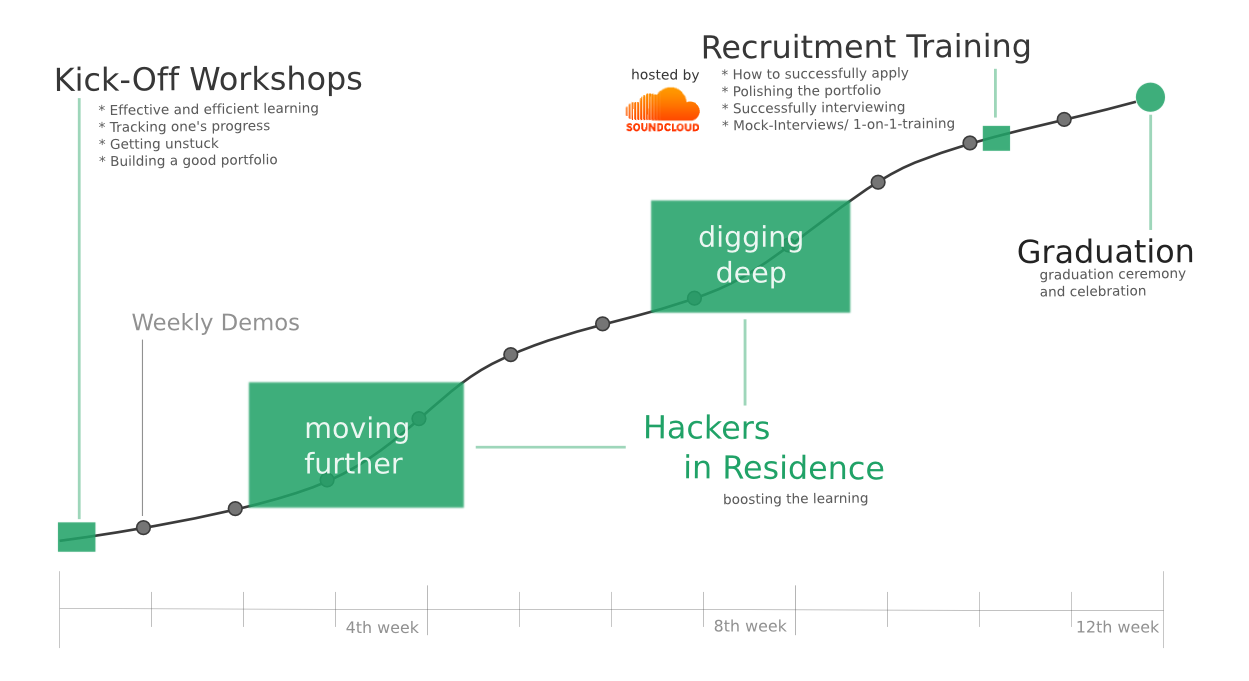 Kick-Off Workshops
* Effective and efficient learning
* Tracking one's progress
* Getting unstuck
* Building a good portfolio
Recruitment Training
hosted by
SOUNDCLOUD
* How to successfully apply
* Polishing the portfolio
* Successfully interviewing
* Mock-Interviews/ 1-on-1-training
digging
deep
Graduation
graduation ceremony
and celebration
Weekly Demos
moving
further
Hackers
in Residence
boosting the learning
4th week
8th week
12th week